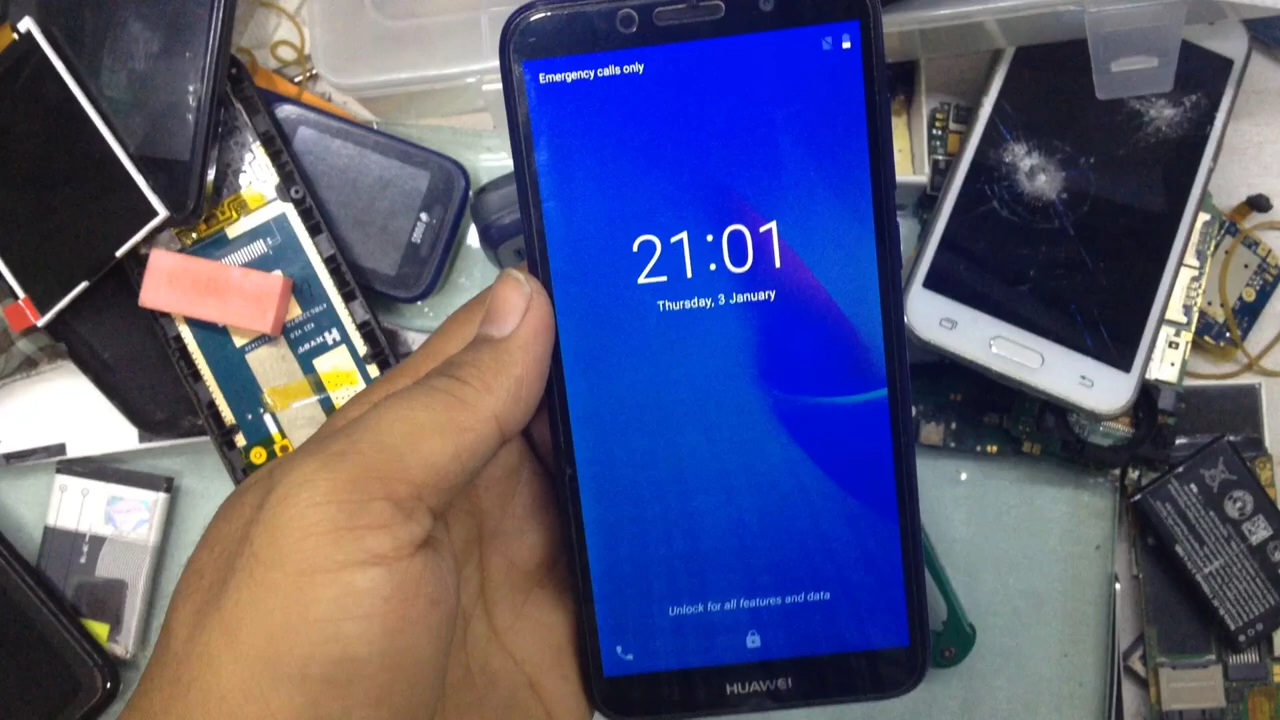 Emergency calls only
21:01
Thursday, 3 January
Unlock for all features and data
HUAWEI